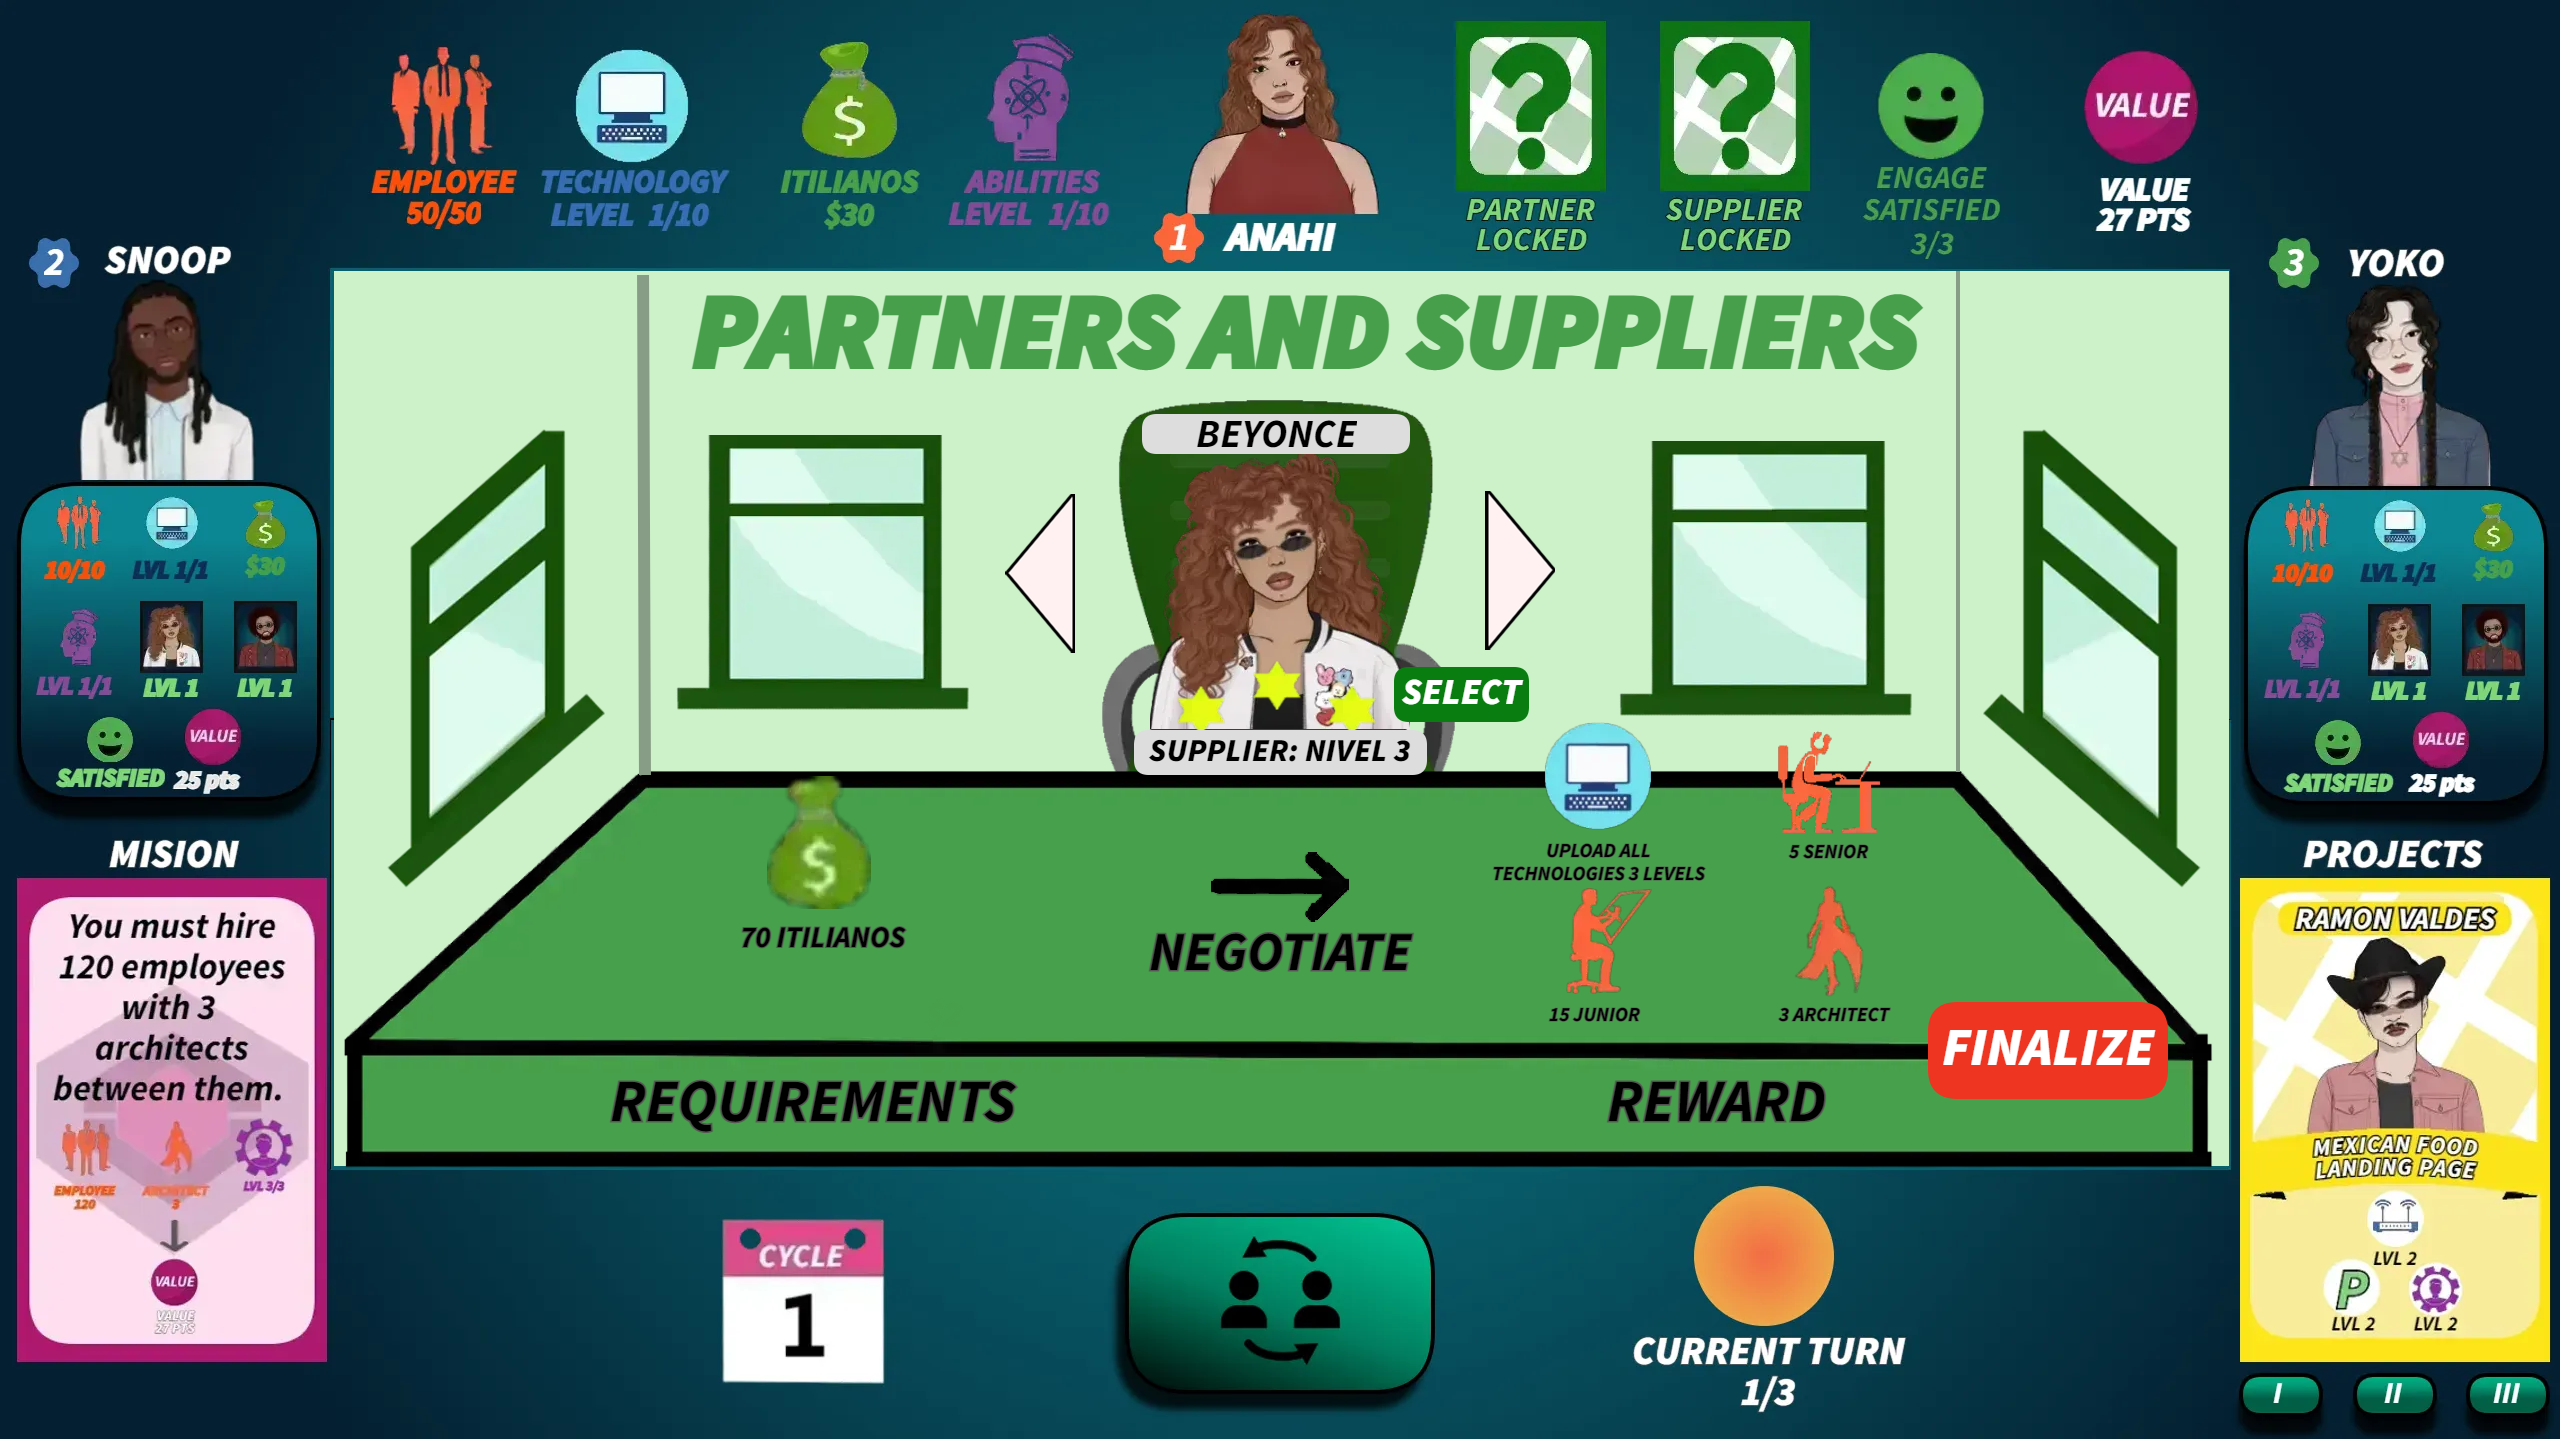 EMPLOYEE
50/50
TECHNOLOGY
LEVEL 1/10
$
ITILIANOS
$30
ABILITIES
LEVEL 1/10
1 ANAHI
?
PARTNER
LOCKED
?
SUPPLIER
LOCKED
ENGAGE
SATISFIED
3/3
VALUE
VALUE
27 PTS
2 SNOOP
10/10
LVL 1/1
$
$30
LVL 1/1
LVL 1
LVL 1
SATISFIED
VALUE
25 pts
3 YOKO
10/10
LVL 1/1
$
$30
LVL 1/1
LVL 1
LVL 1
SATISFIED
VALUE
25 pts
PARTNERS AND SUPPLIERS
BEYONCE
SELECT
SUPPLIER: NIVEL 3
$
70 ITILIANOS
NEGOTIATE
UPLOAD ALL
TECHNOLOGIES 3 LEVELS
5 SENIOR
15 JUNIOR
3 ARCHITECT
FINALIZE
REQUIREMENTS
REWARD
MISION
You must hire
120 employees
with 3
architects
between them.
EMPLOYEE
120
ARCHITECT
3
LVL 3/3
VALUE
VALUE
27 PTS
PROJECTS
RAMON VALDES
MEXICAN FOOD
LANDING PAGE
LVL 2
P
LVL 2
LVL 2
I
II
III
CYCLE
1
CURRENT TURN
1/3